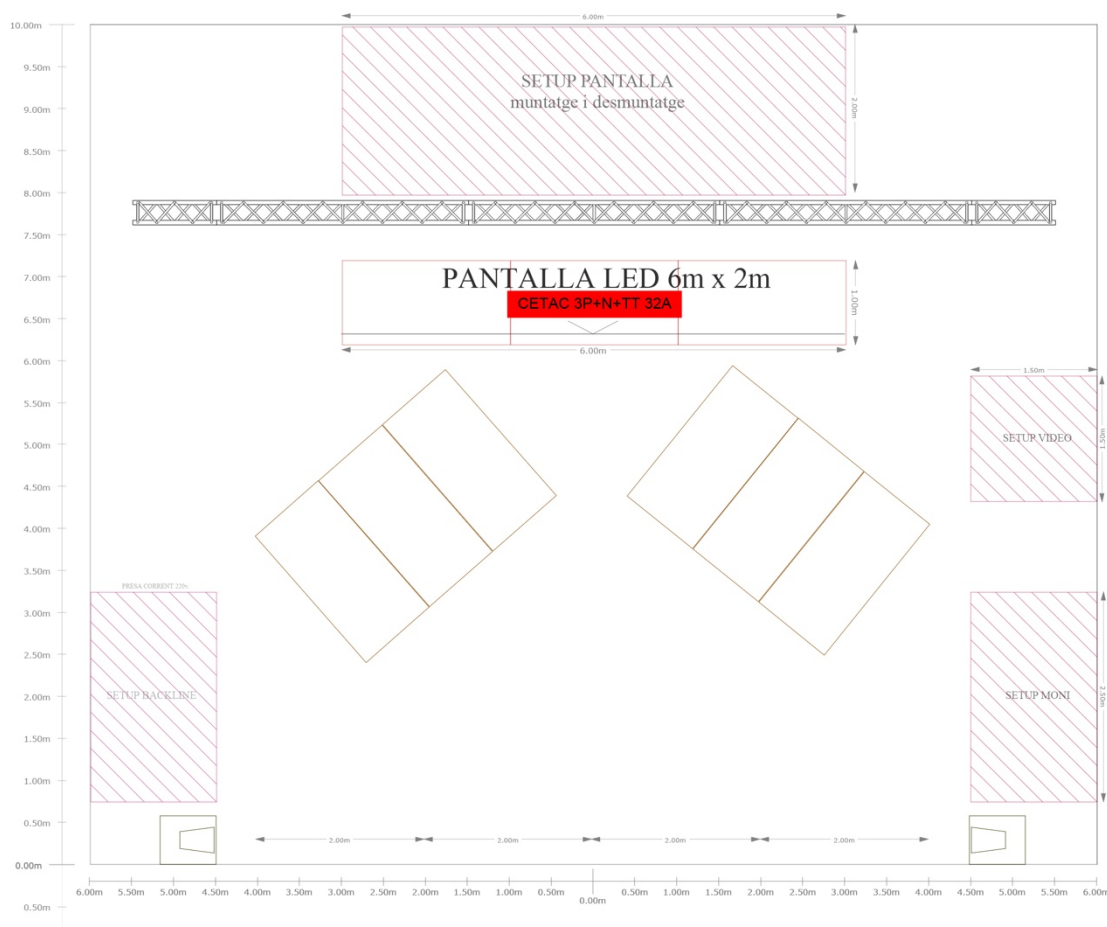 6.00m
10.00m
9.50m
9.00m
8.50m
8.00m
7.50m
7.00m
6.50m
6.00m
5.50m
5.00m
4.50m
4.00m
3.50m
3.00m
2.50m
2.00m
1.50m
1.00m
0.50m
0.00m
0.50m
SETUP PANTALLA
muntatge i desmuntatge
2.00m
PANTALLA LED 6m x 2m
CETAC 3P+N+TT 32A
1.00m
6.00m
1.50m
SETUP VIDEO
1.50m
PRESA CORRENT 220v
SETUP BACKLINE
SETUP MONI
2.50m
2.00m 2.00m 2.00m 2.00m
6.00m 5.50m 5.00m 4.50m 4.00m 3.50m 3.00m 2.50m 2.00m 1.50m 1.00m 0.50m 0.00m 0.50m 1.00m 1.50m 2.00m 2.50m 3.00m 3.50m 4.00m 4.50m 5.00m 5.50m 6.00